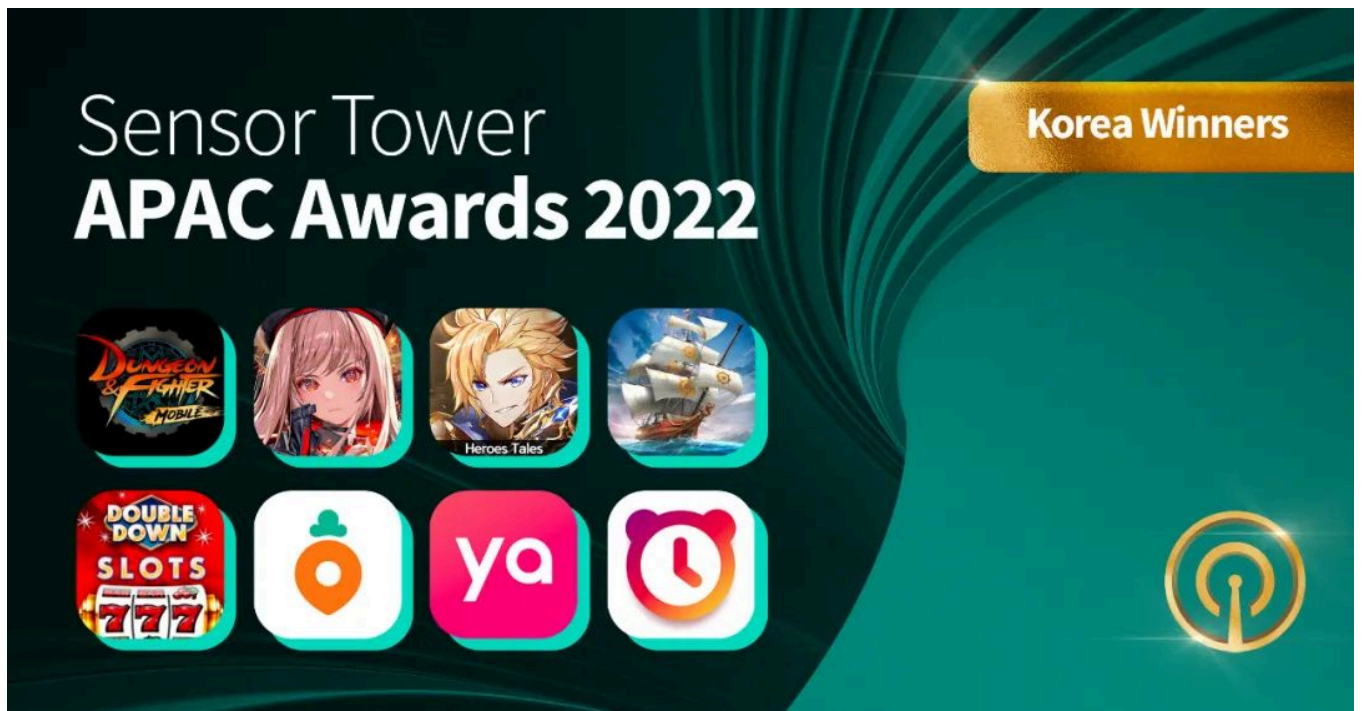 Sensor Tower
APAC Awards 2022
Korea Winners
DUNGEON
& FIGHTER
MOBILE
Heroes Tales
DOUBLE
DOWN
SLOTS
777
ya